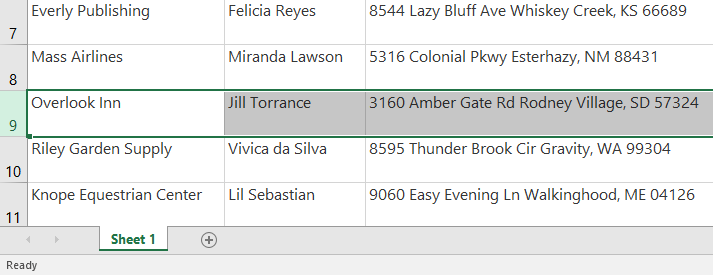 7 Everly Publishing Felicia Reyes 8544 Lazy Bluff Ave Whiskey Creek, KS 66689
8 Mass Airlines Miranda Lawson 5316 Colonial Pkwy Esterhazy, NM 88431
9 Overlook Inn Jill Torrance 3160 Amber Gate Rd Rodney Village, SD 57324
10 Riley Garden Supply Vivica da Silva 8595 Thunder Brook Cir Gravity, WA 99304
11 Knope Equestrian Center Lil Sebastian 9060 Easy Evening Ln Walkinghood, ME 04126
Sheet 1
Ready